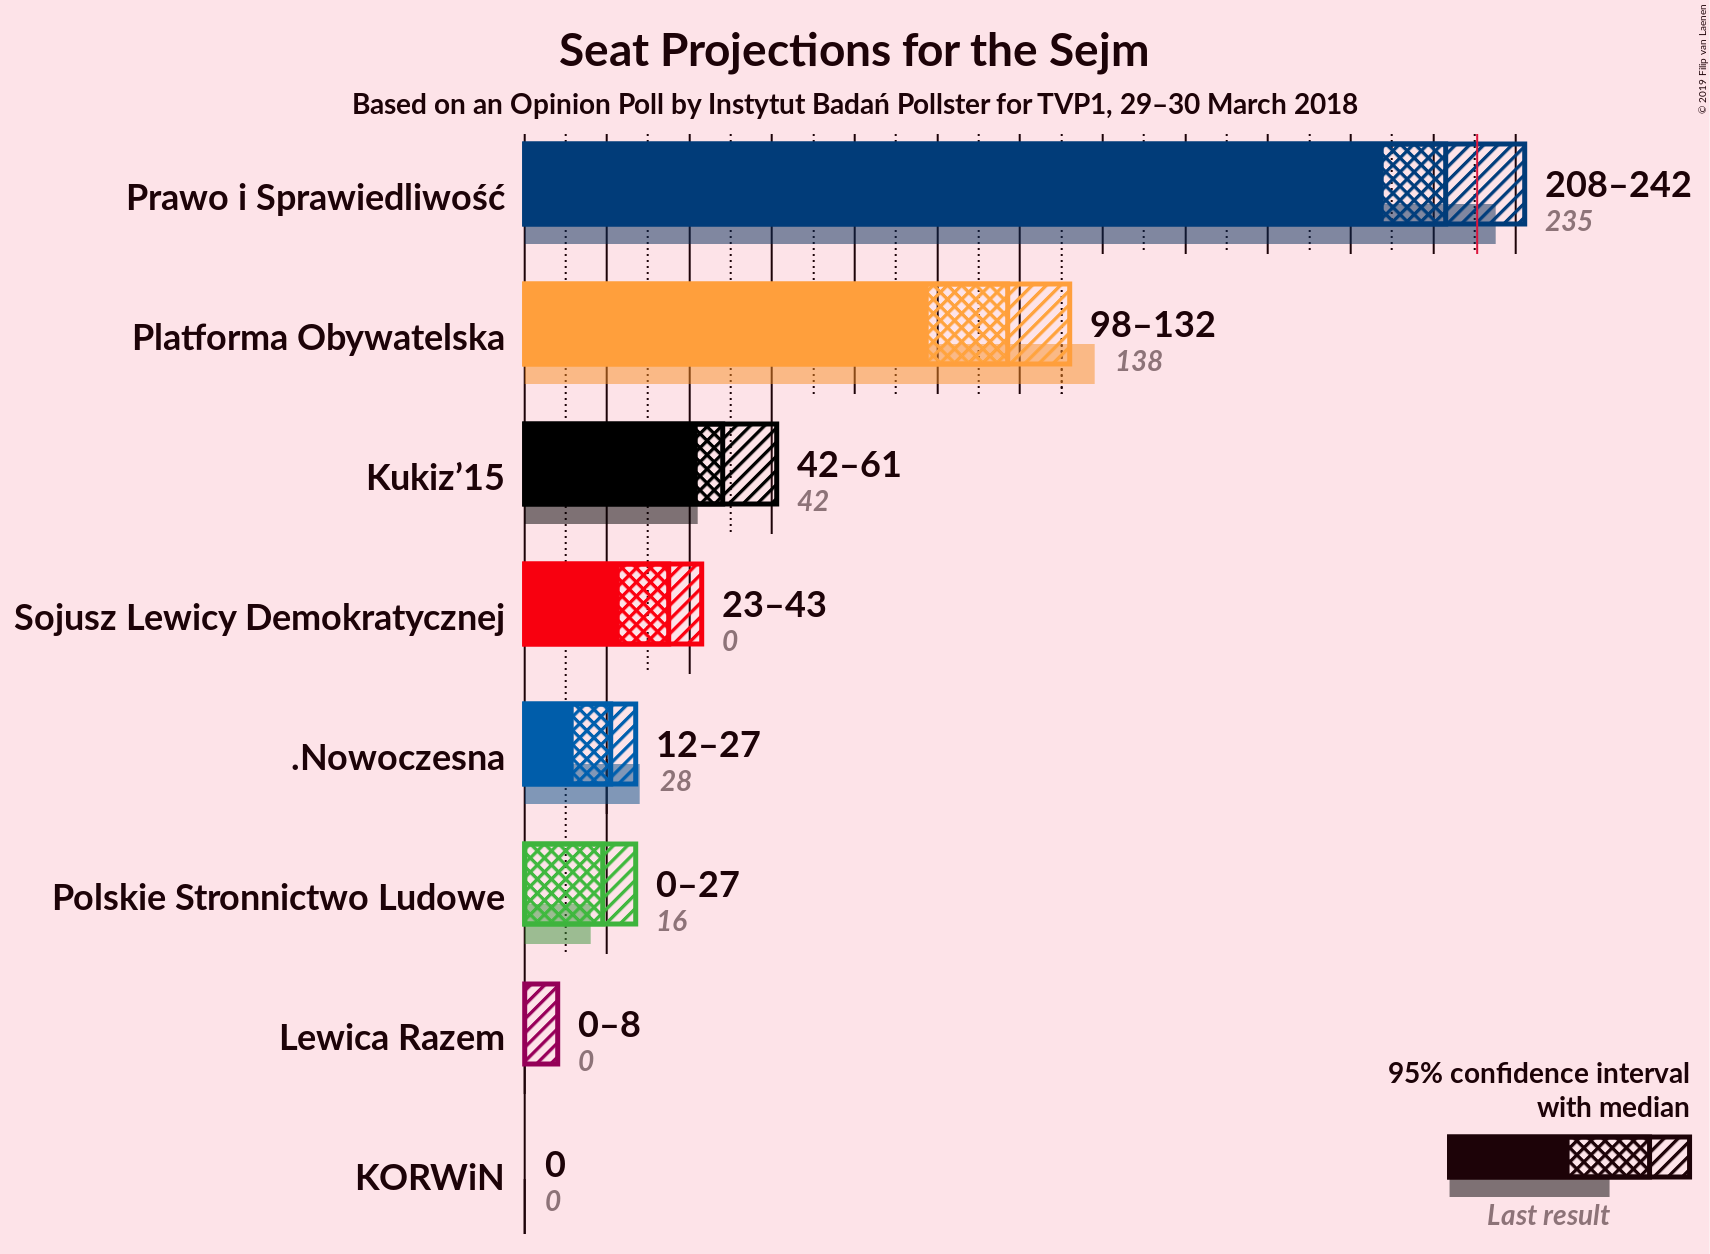 Seat Projections for the Sejm
Based on an Opinion Poll by Instytut Badań Pollster for TVP1, 29–30 March 2018
© 2019 Filip van Laenen
Prawo i Sprawiedliwość
208–242
235
Platforma Obywatelska
98–132
138
Kukiz’15
42–61
42
Sojusz Lewicy Demokratycznej
23–43
0
.Nowoczesna
12–27
28
Polskie Stronnictwo Ludowe
0–27
16
Lewica Razem
0–8
0
KORWiN
0
0
95% confidence interval
with median
Last result